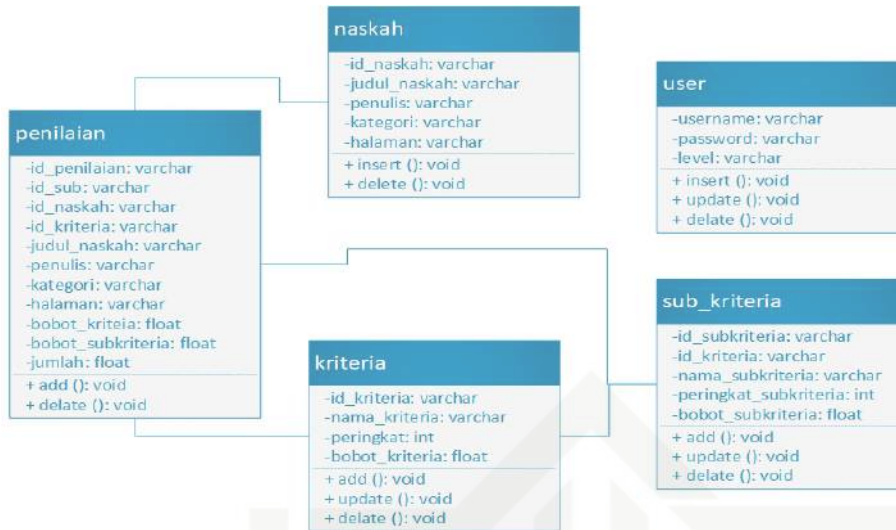 naskah
-id_naskah: varchar
-judul_naskah: varchar
-penulis: varchar
-kategori: varchar
-halaman: varchar
+ insert (): void
+ delete (): void
user
-username: varchar
-password: varchar
-level: varchar
+ insert (): void
+ update (): void
+ delate (): void
penilaian
-id_penilaian: varchar
-id_sub: varchar
-id_naskah: varchar
-id_kriteria: varchar
-judul_naskah: varchar
-penulis: varchar
-kategori: varchar
-halaman: varchar
-bobot_kriteia: float
-bobot_subkriteria: float
-jumlah: float
+ add (): void
+ delate (): void
kriteria
-id_kriteria: varchar
-nama_kriteria: varchar
-peringkat: int
-bobot_kriteria: float
+ add (): void
+ update (): void
+ delate (): void
sub_kriteria
-id_subkriteria: varchar
-id_kriteria: varchar
-nama_subkriteria: varchar
-peringkat_subkriteria: int
-bobot_subkriteria: float
+ add (): void
+ update (): void
+ delate (): void